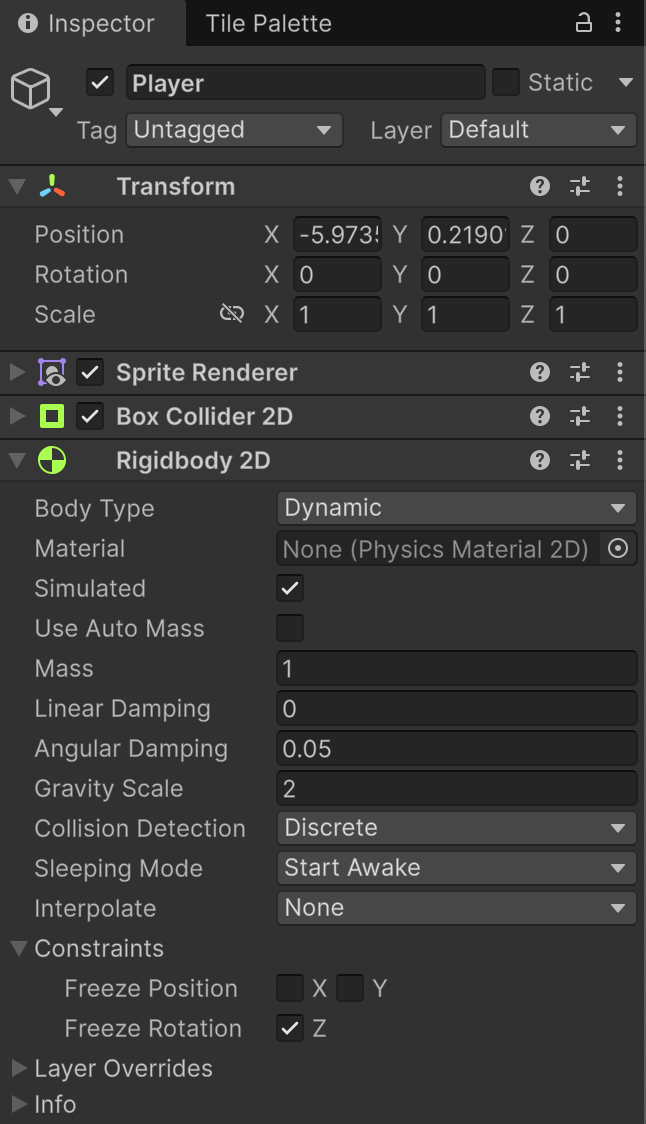 Inspector Tile Palette
Player Static
Tag Untagged Layer Default
Transform
Position X -5.973 Y 0.2190 Z 0
Rotation X 0 Y 0 Z 0
Scale X 1 Y 1 Z 1
Sprite Renderer
Box Collider 2D
Rigidbody 2D
Body Type Dynamic
Material None (Physics Material 2D)
Simulated
Use Auto Mass
Mass 1
Linear Damping 0
Angular Damping 0.05
Gravity Scale 2
Collision Detection Discrete
Sleeping Mode Start Awake
Interpolate None
Constraints
Freeze Position X Y
Freeze Rotation Z
Layer Overrides
Info